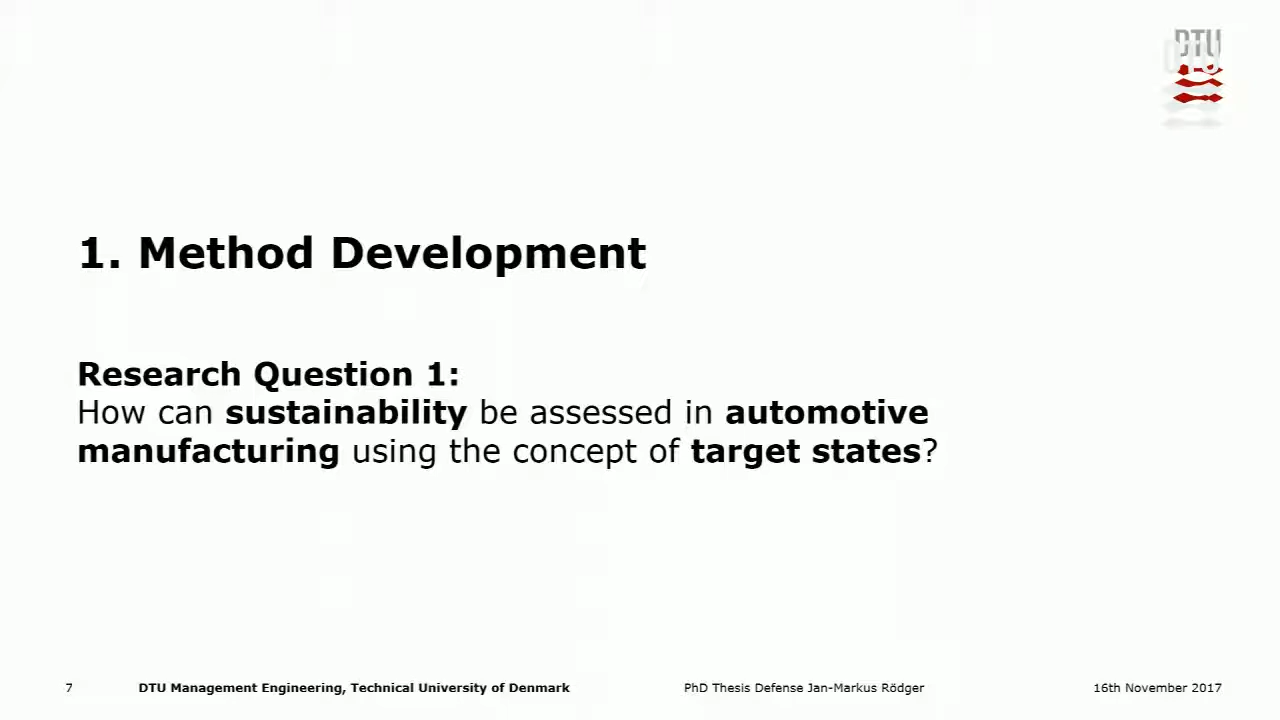 DTU
1. Method Development
Research Question 1:
How can sustainability be assessed in automotive
manufacturing using the concept of target states?
7 DTU Management Engineering, Technical University of Denmark PhD Thesis Defense Jan-Markus Rödger 16th November 2017